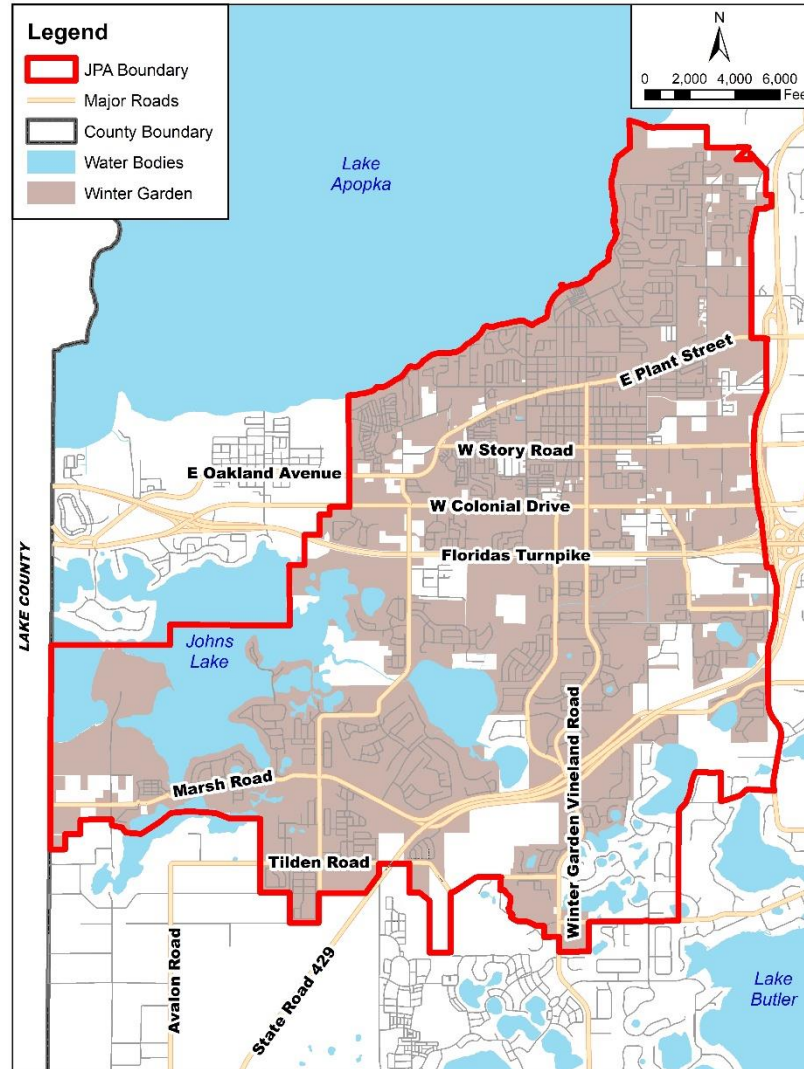 Legend
JPA Boundary
Major Roads
County Boundary
Water Bodies
Winter Garden
N
0 2,000 4,000 6,000
Fee
Lake
Apopka
E Plant Street
W Story Road
E Oakland Avenue
W Colonial Drive
Floridas Turnpike
LAKE COUNTY
Johns
Lake
Marsh Road
Winter Garden Vineland Road
Tilden Road
Avalon Road
State Road 429
Lake
Butler